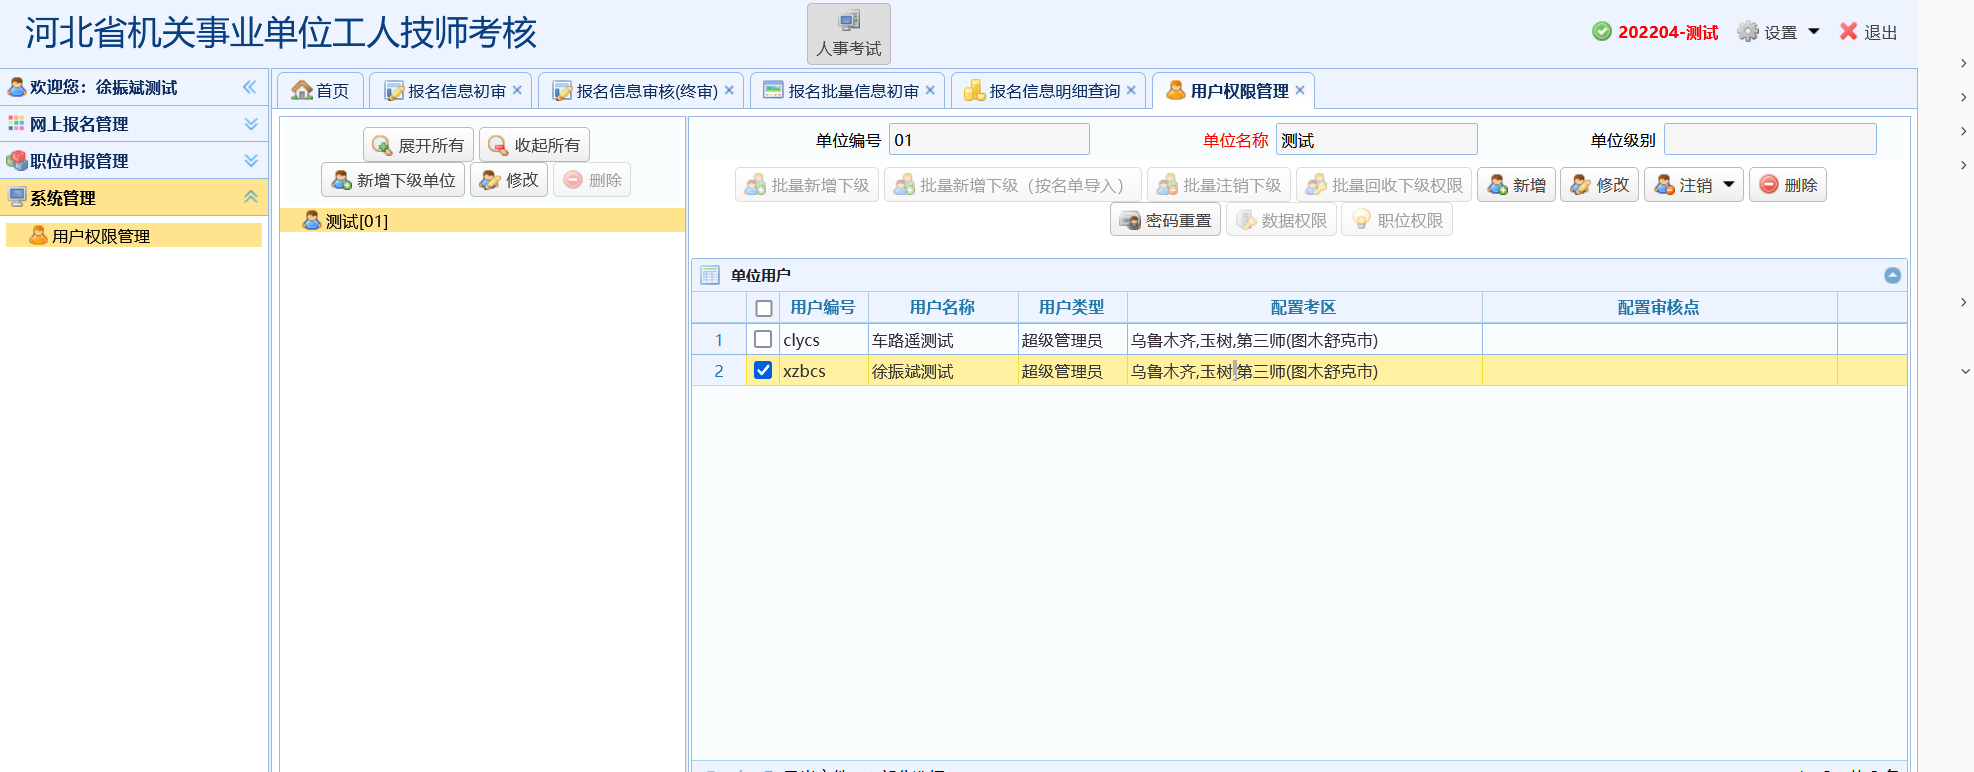 河北省机关事业单位工人技师考核
人事考试
202204-测试 设置 退出
欢迎您：徐振斌测试
首页 报名信息初审 报名信息审核(终审) 报名批量信息初审 报名信息明细查询 用户权限管理
网上报名管理
职位申报管理
系统管理
用户权限管理
展开所有 收起所有
新增下级单位 修改 删除
测试[01]
单位编号 01 单位名称 测试 单位级别
批量新增下级 批量新增下级（按名单导入） 批量注销下级 批量回收下级权限 新增 修改 注销 删除
密码重置 数据权限 职位权限
单位用户
用户编号 用户名称 用户类型 配置考区 配置审核点
1 clycs 车路遥测试 超级管理员 乌鲁木齐,玉树,第三师(图木舒克市)
2 xzbcs 徐振斌测试 超级管理员 乌鲁木齐,玉树,第三师(图木舒克市)